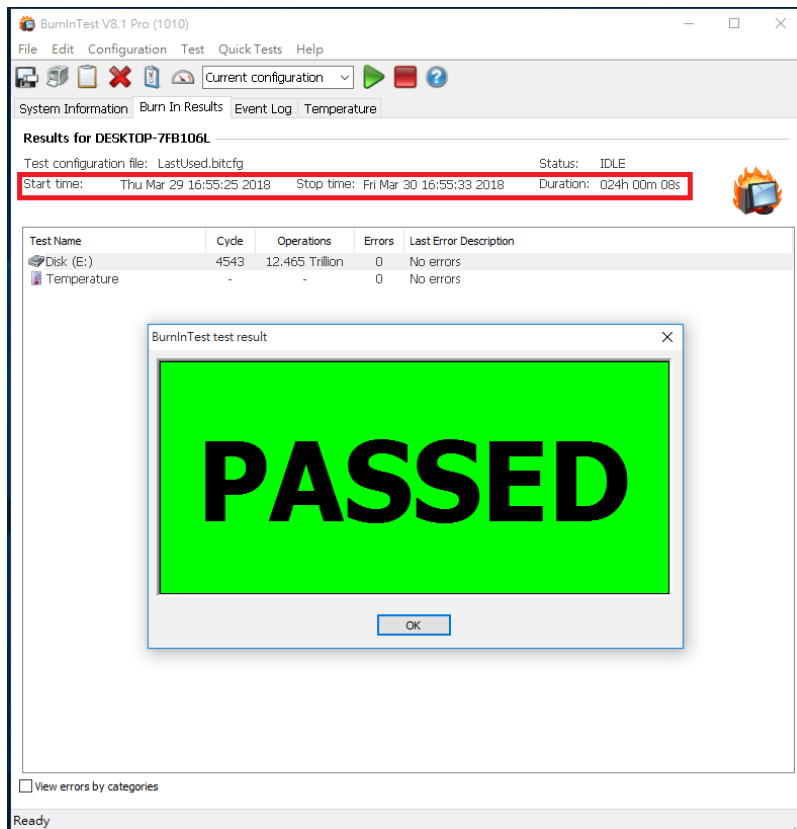 BurnInTest V8.1 Pro (1010)
File Edit Configuration Test Quick Tests Help
Current configuration
System Information Burn In Results Event Log Temperature
Results for DESKTOP-7FB106L
Test configuration file: LastUsed.bitcfg Status: IDLE
Start time: Thu Mar 29 16:55:25 2018 Stop time: Fri Mar 30 16:55:33 2018 Duration: 024h 00m 08s
Test Name Cycle Operations Errors Last Error Description
Disk (E:) 4543 12.465 Trillion 0 No errors
Temperature - - 0 No errors
BurnInTest test result
PASSED
OK
View errors by categories
Ready